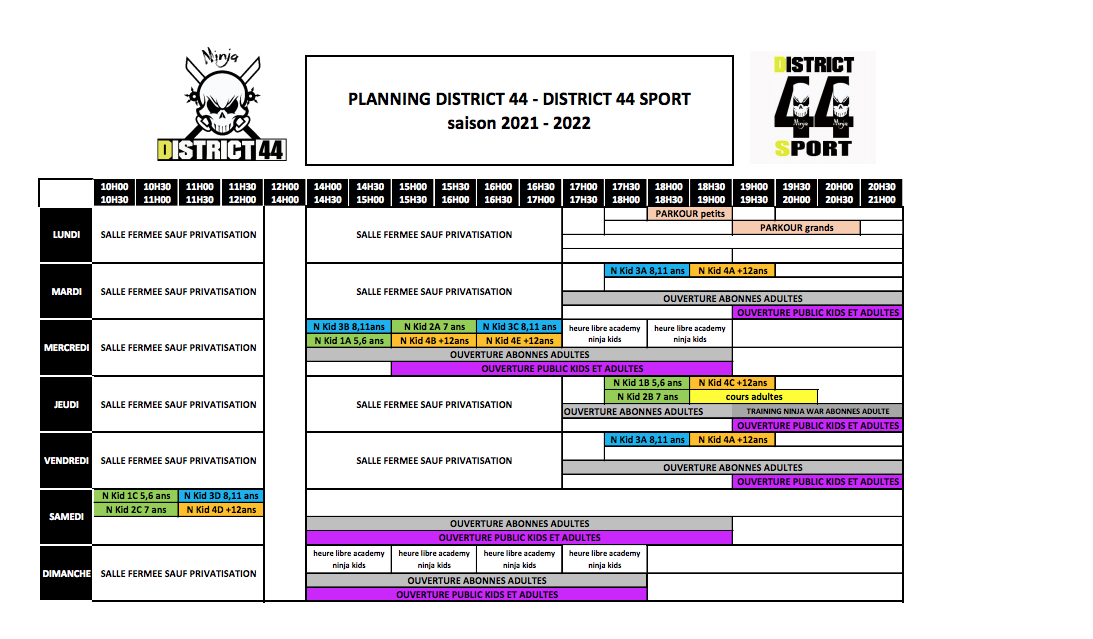 Ninja
DISTRICT 44
PLANNING DISTRICT 44 - DISTRICT 44 SPORT
saison 2021 - 2022
DISTRICT
44
Ninja Ninja
SPORT
10H00 10H30 11H00 11H30 12H00 14H00 14H30 15H00 15H30 16H00 16H30 17H00 17H30 18H00 18H30 19H00 19H30 20H00 20H30
10H30 11H00 11H30 12H00 14H00 14H30 15H00 15H30 16H00 16H30 17H00 17H30 18H00 18H30 19H00 19H30 20H00 20H30 21H00
PARKOUR petits
PARKOUR grands
LUNDI SALLE FERMEE SAUF PRIVATISATION SALLE FERMEE SAUF PRIVATISATION
N Kid 3A 8,11 ans N Kid 4A +12ans
MARDI SALLE FERMEE SAUF PRIVATISATION SALLE FERMEE SAUF PRIVATISATION
OUVERTURE ABONNES ADULTES
OUVERTURE PUBLIC KIDS ET ADULTES
N Kid 3B 8,11ans N Kid 2A 7 ans N Kid 3C 8,11 ans heure libre academy heure libre academy
N Kid 1A 5,6 ans N Kid 4B +12ans N Kid 4E +12ans ninja kids ninja kids
MERCREDI SALLE FERMEE SAUF PRIVATISATION
OUVERTURE ABONNES ADULTES
OUVERTURE PUBLIC KIDS ET ADULTES
N Kid 1B 5,6 ans N Kid 4C +12ans
N Kid 2B 7 ans cours adultes
JEUDI SALLE FERMEE SAUF PRIVATISATION SALLE FERMEE SAUF PRIVATISATION
OUVERTURE ABONNES ADULTES TRAINING NINJA WAR ABONNES ADULTE
OUVERTURE PUBLIC KIDS ET ADULTES
N Kid 3A 8,11 ans N Kid 4A +12ans
VENDREDI SALLE FERMEE SAUF PRIVATISATION SALLE FERMEE SAUF PRIVATISATION
OUVERTURE ABONNES ADULTES
OUVERTURE PUBLIC KIDS ET ADULTES
N Kid 1C 5,6 ans N Kid 3D 8,11 ans
N Kid 2C 7 ans N Kid 4D +12ans
SAMEDI
OUVERTURE ABONNES ADULTES
OUVERTURE PUBLIC KIDS ET ADULTES
heure libre academy heure libre academy heure libre academy heure libre academy
ninja kids ninja kids ninja kids ninja kids
DIMANCHE SALLE FERMEE SAUF PRIVATISATION
OUVERTURE ABONNES ADULTES
OUVERTURE PUBLIC KIDS ET ADULTES